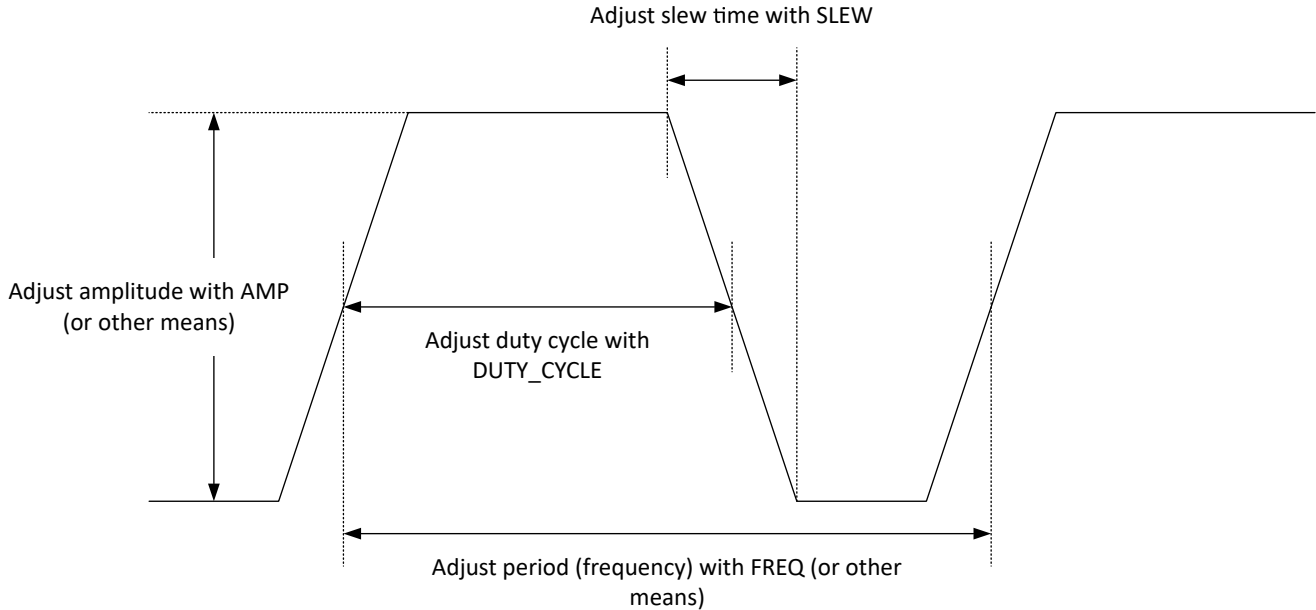 Adjust slew time with SLEW
Adjust amplitude with AMP
(or other means)
Adjust duty cycle with
DUTY_CYCLE
Adjust period (frequency) with FREQ (or other
means)